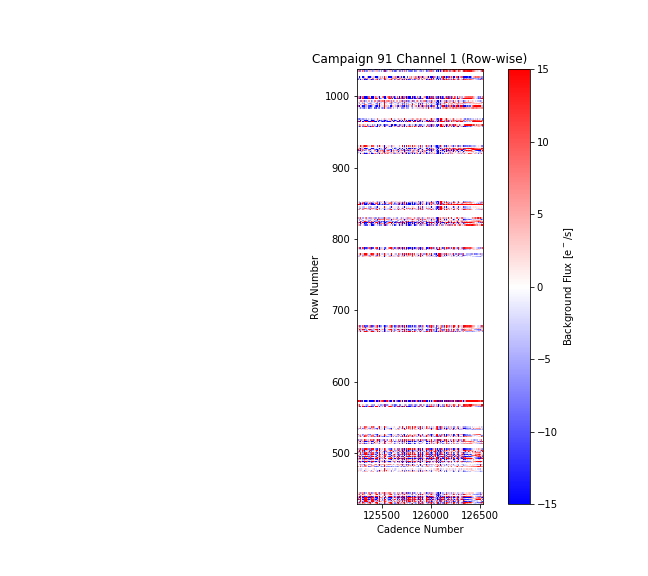 Campaign 91 Channel 1 (Row-wise)
1000
900
800
700
600
500
Row Number
125500 126000 126500
Cadence Number
15
10
5
0
−5
−10
−15
Background Flux [e⁻/s]